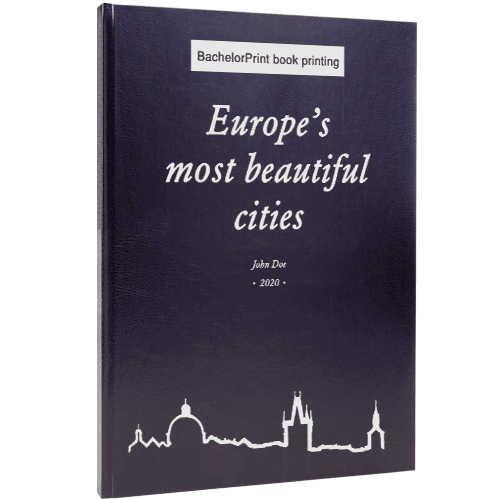 BachelorPrint book printing
Europe's
most beautiful
cities
John Doe
• 2020 •